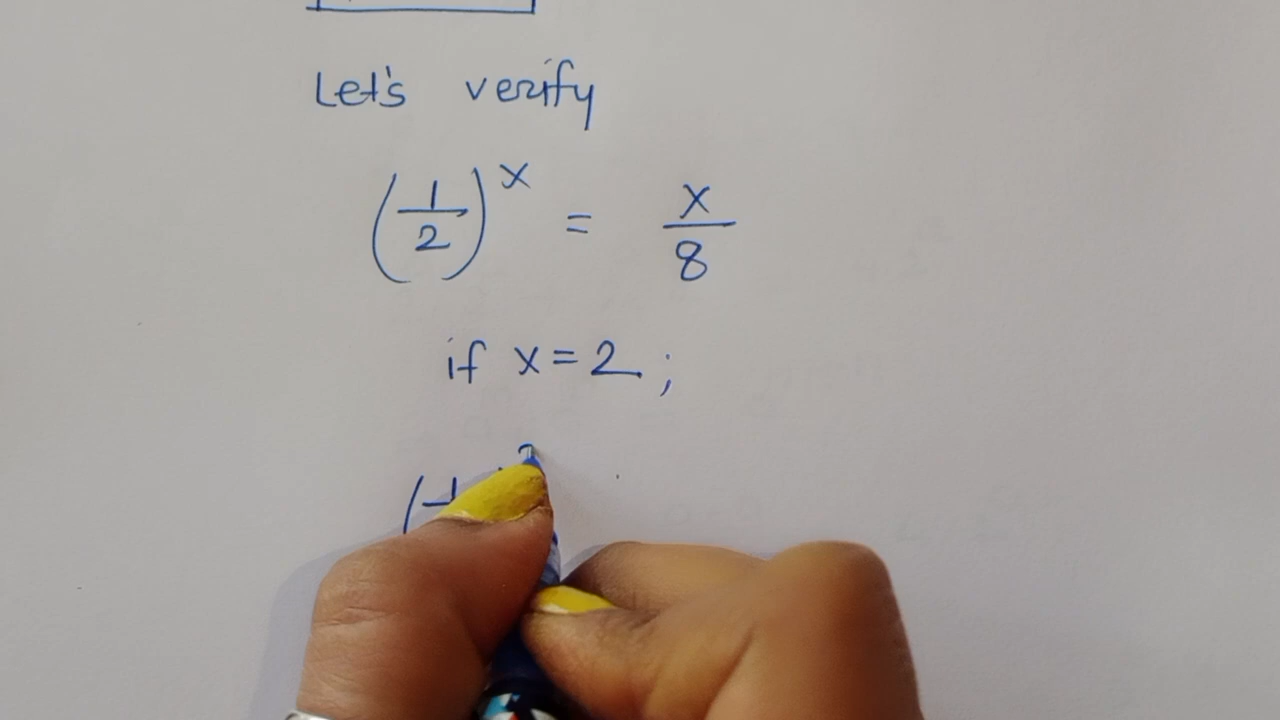 Let's verify
(1/2)^x = x/8
if x = 2 ;